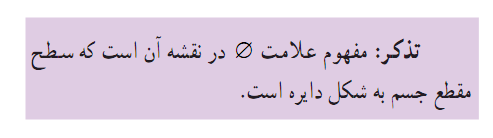 تذکر: مفهوم علامت ∅ در نقشه آن است که سطح
مقطع جسم به شکل دایره است.